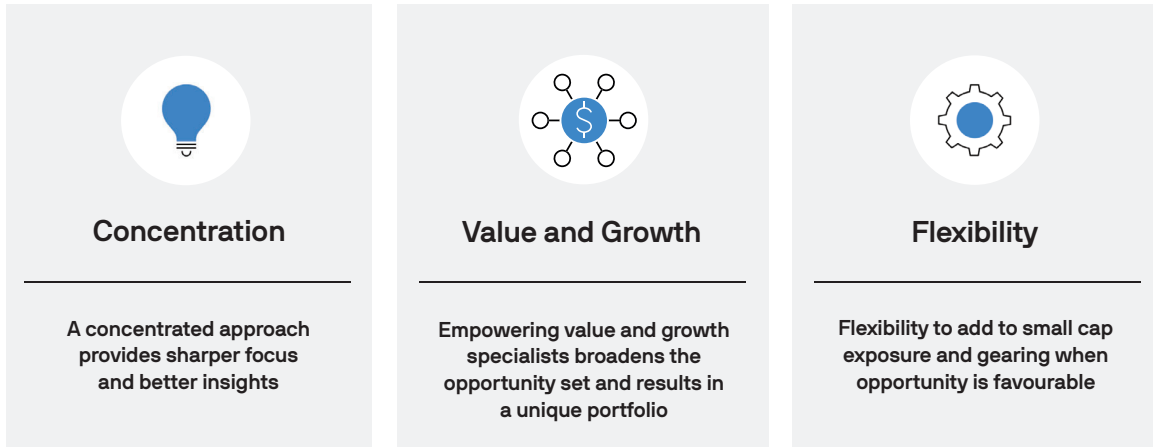 $
Concentration
A concentrated approach
provides sharper focus
and better insights
Value and Growth
Empowering value and growth
specialists broadens the
opportunity set and results in
a unique portfolio
Flexibility
Flexibility to add to small cap
exposure and gearing when
opportunity is favourable